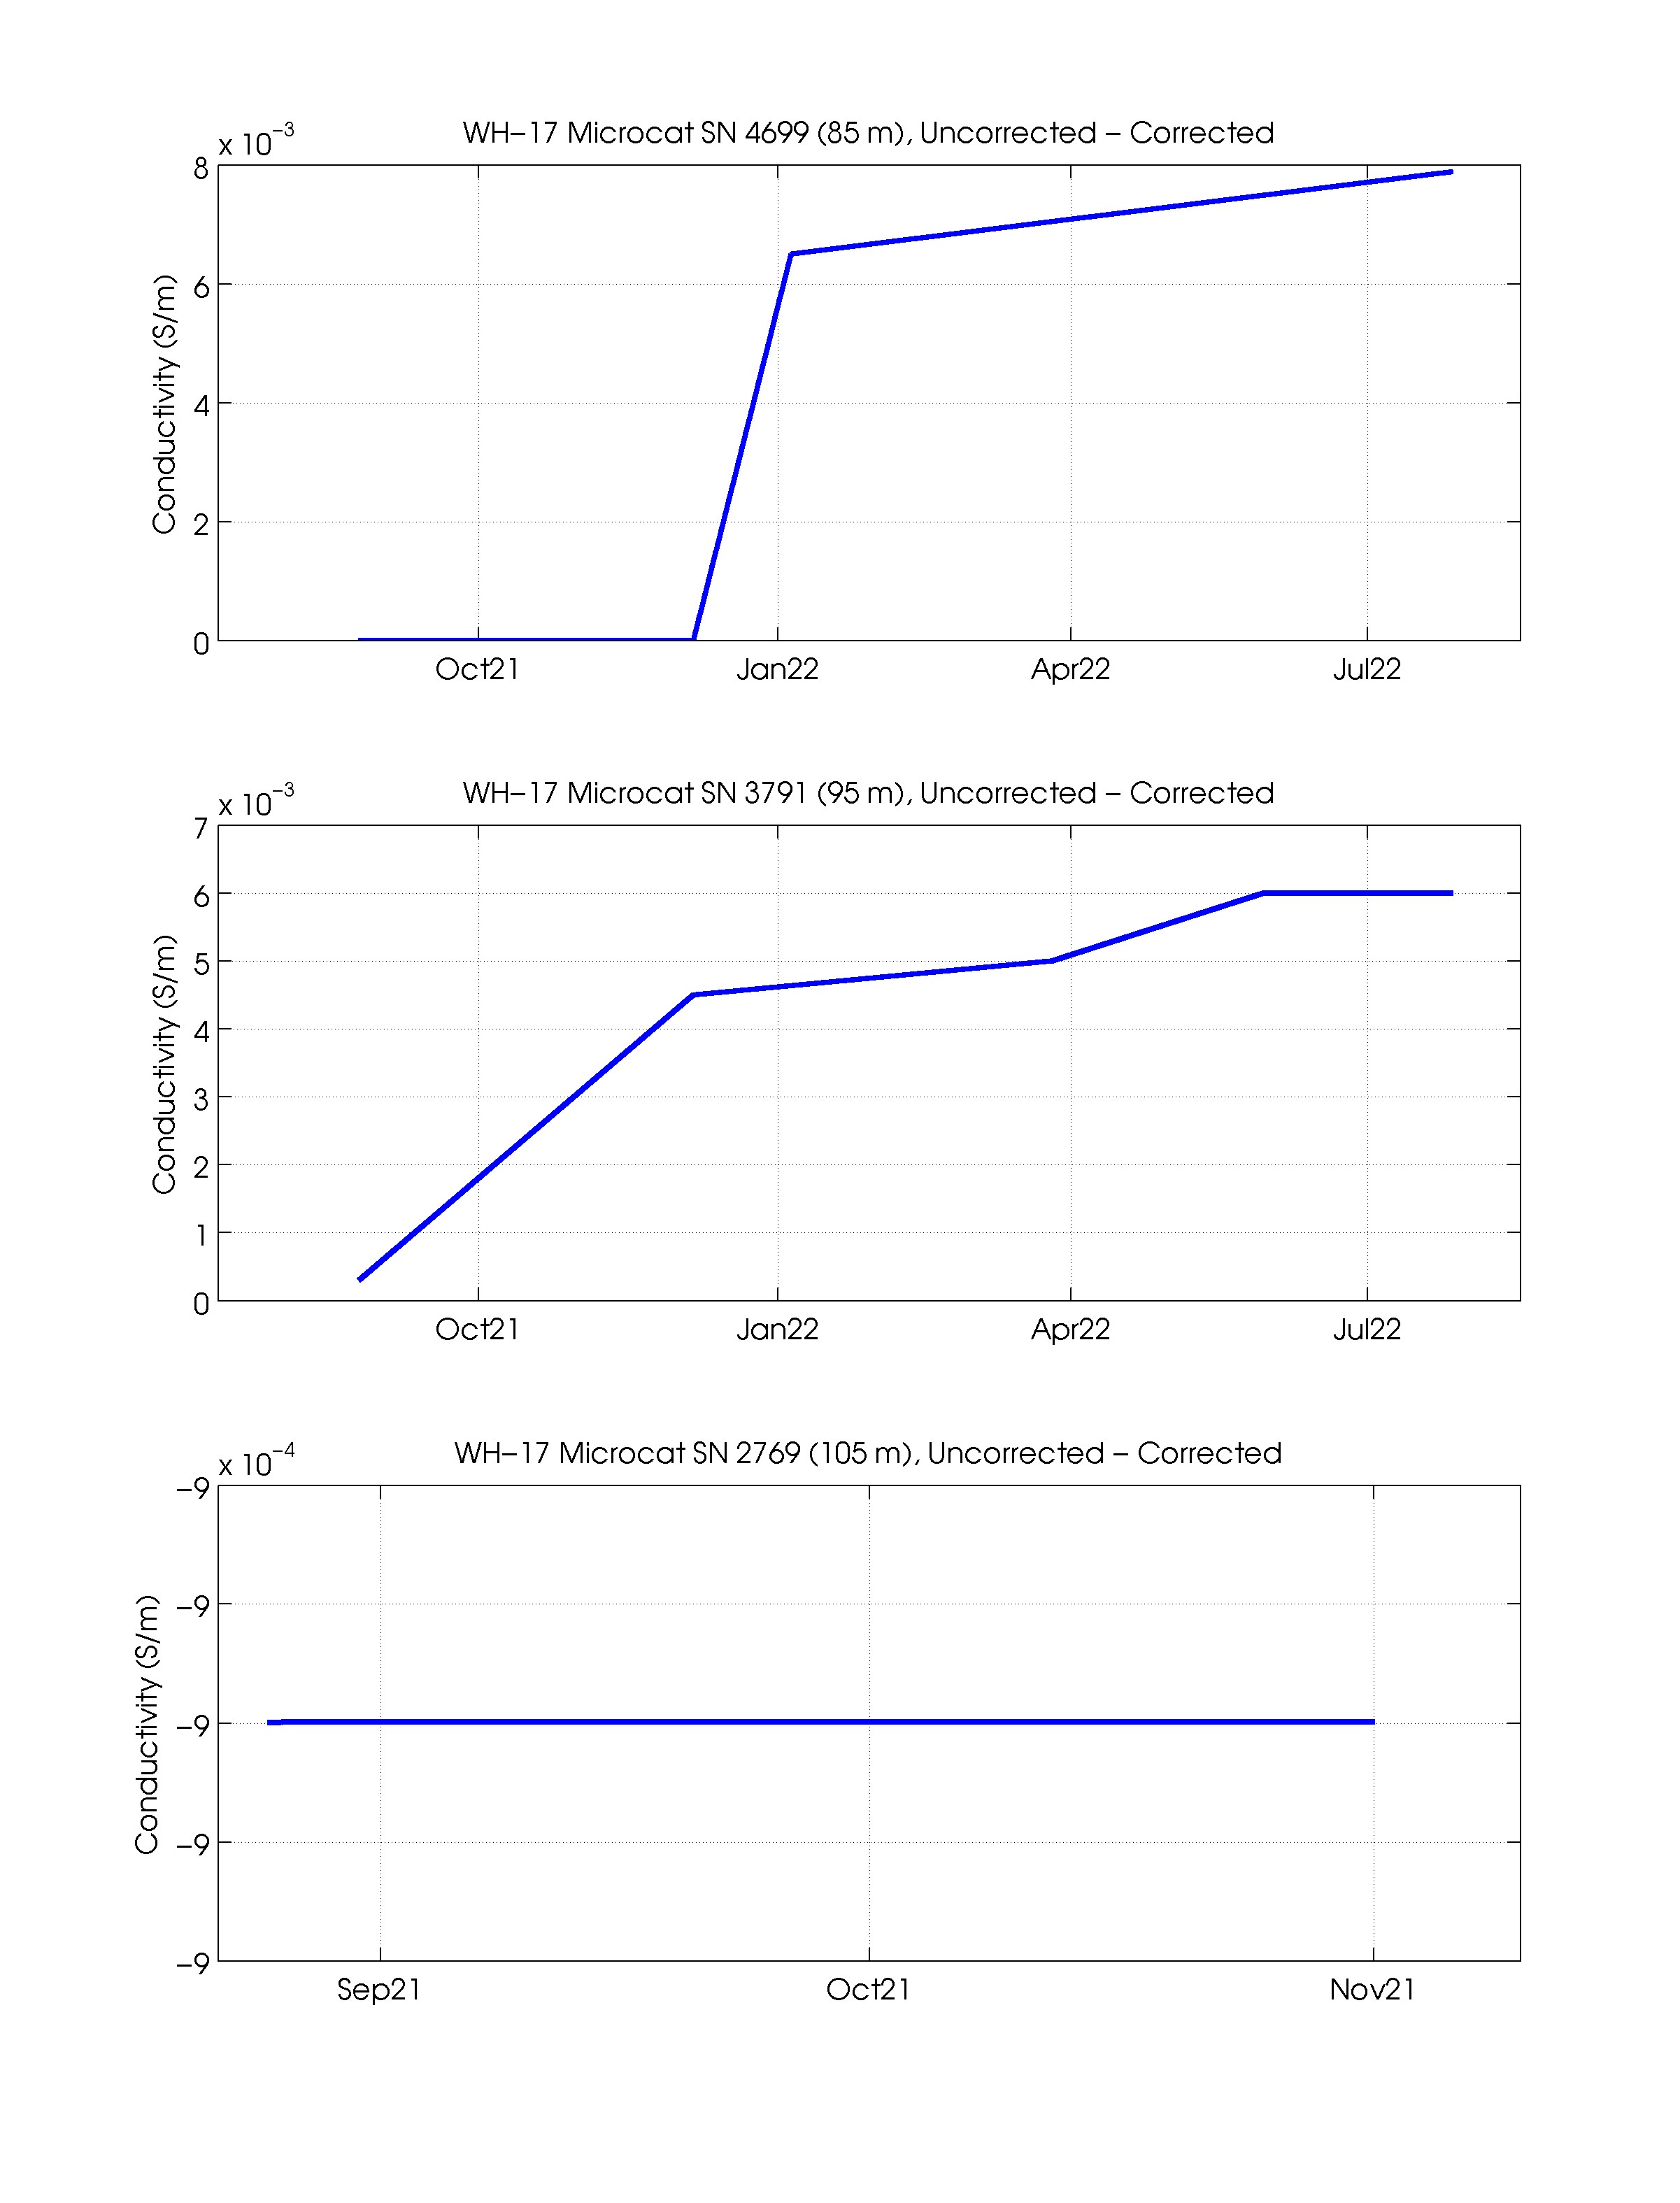 x 10−3
WH−17 Microcat SN 4699 (85 m), Uncorrected − Corrected
8
6
4
2
0
Conductivity (S/m)
Oct21 Jan22 Apr22 Jul22
x 10−3
WH−17 Microcat SN 3791 (95 m), Uncorrected − Corrected
7
6
5
4
3
2
1
0
Conductivity (S/m)
Oct21 Jan22 Apr22 Jul22
x 10−4
WH−17 Microcat SN 2769 (105 m), Uncorrected − Corrected
−9
−9
−9
−9
−9
Conductivity (S/m)
Sep21 Oct21 Nov21